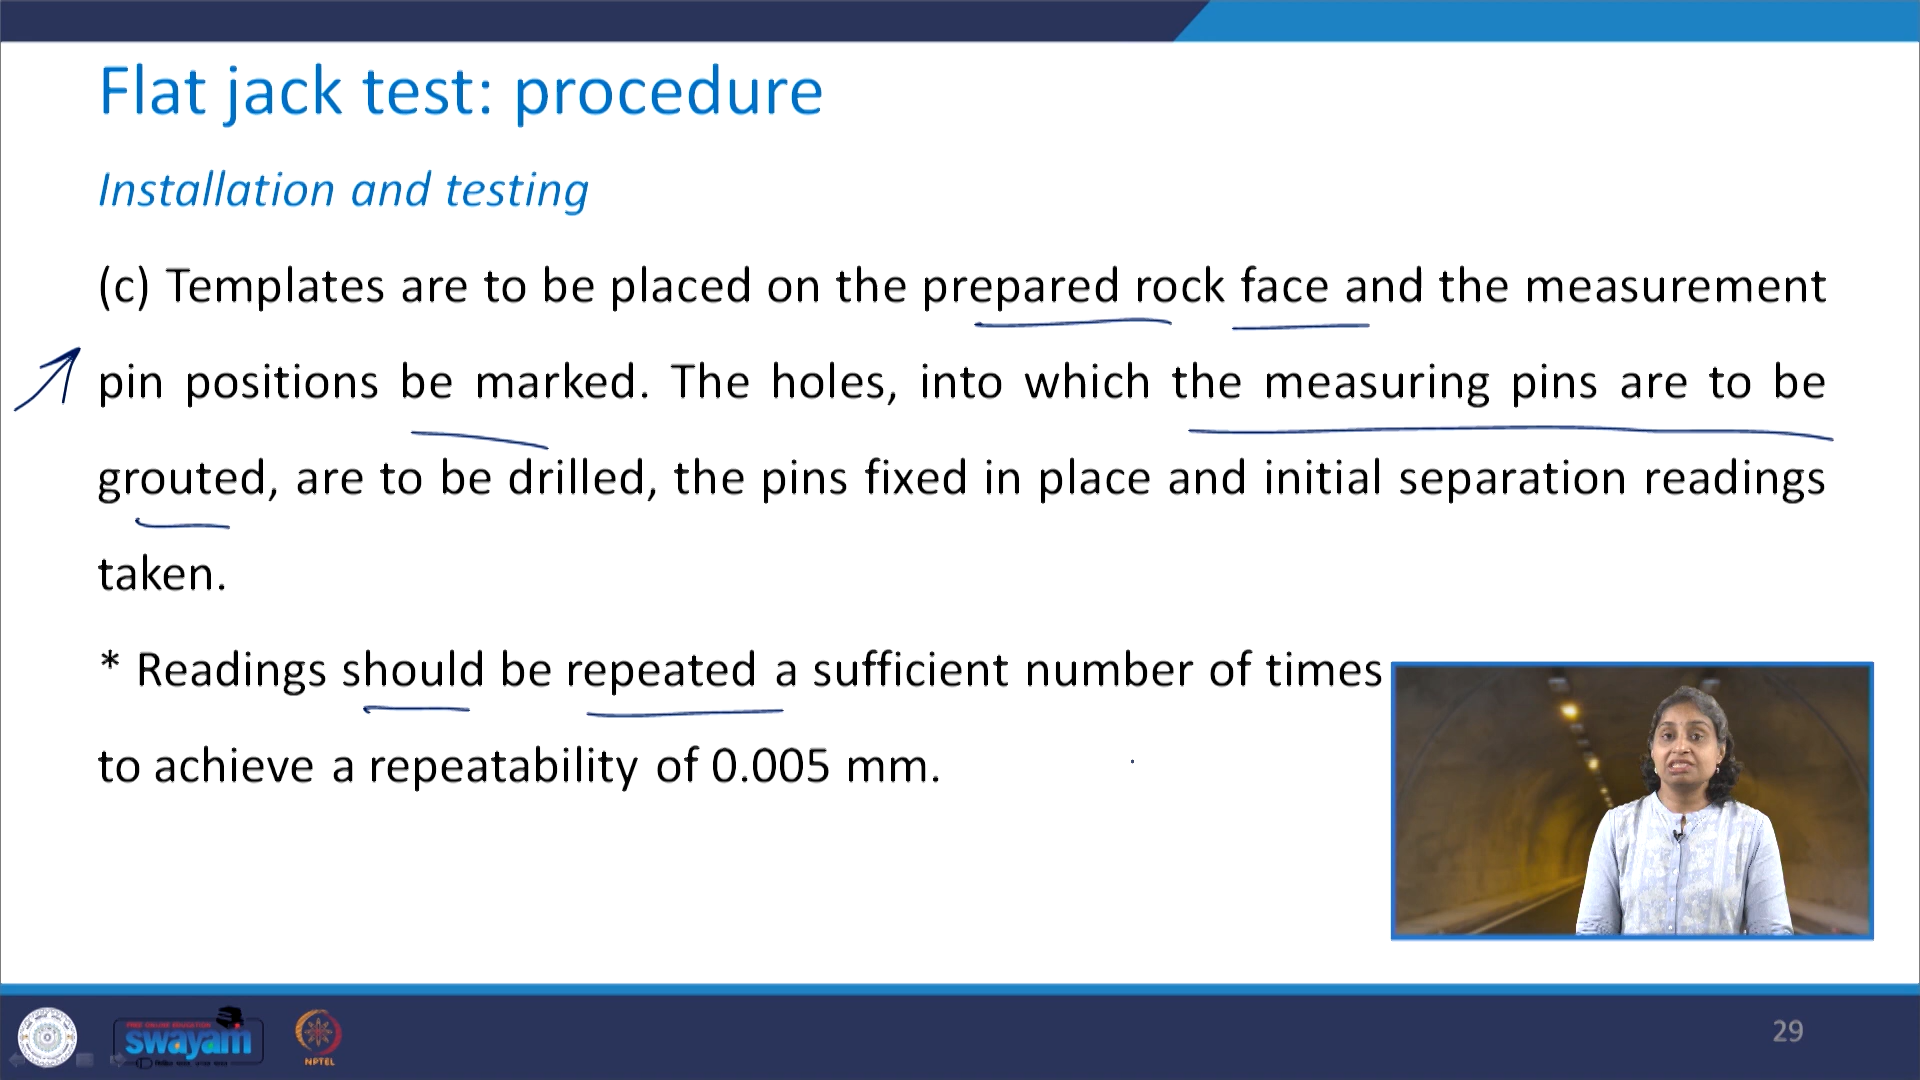 Flat jack test: procedure
Installation and testing
(c) Templates are to be placed on the prepared rock face and the measurement
pin positions be marked. The holes, into which the measuring pins are to be
grouted, are to be drilled, the pins fixed in place and initial separation readings
taken.
* Readings should be repeated a sufficient number of times
to achieve a repeatability of 0.005 mm.
FREE ONLINE EDUCATION
swayam
NPTEL
29